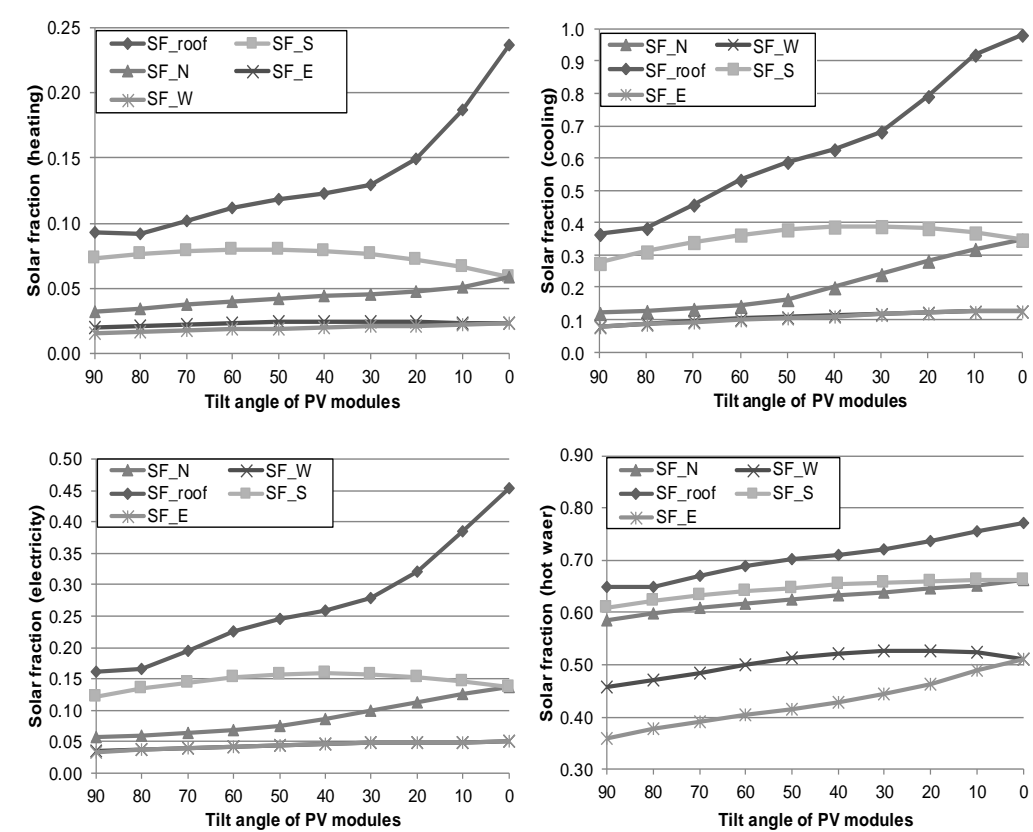 Solar fraction (heating)
0.25
0.20
0.15
0.10
0.05
0.00
SF_roof SF_S
SF_N SF_E
SF_W
90 80 70 60 50 40 30 20 10 0
Tilt angle of PV modules
Solar fraction (cooling)
1.0
0.9
0.8
0.7
0.6
0.5
0.4
0.3
0.2
0.1
0.0
SF_N SF_W
SF_roof SF_S
SF_E
90 80 70 60 50 40 30 20 10 0
Tilt angle of PV modules
Solar fraction (electricity)
0.50
0.45
0.40
0.35
0.30
0.25
0.20
0.15
0.10
0.05
0.00
SF_N SF_W
SF_roof SF_S
SF_E
90 80 70 60 50 40 30 20 10 0
Tilt angle of PV modules
Solar fraction (hot waer)
0.90
0.80
0.70
0.60
0.50
0.40
0.30
SF_N SF_W
SF_roof SF_S
SF_E
90 80 70 60 50 40 30 20 10 0
Tilt angle of PV modules